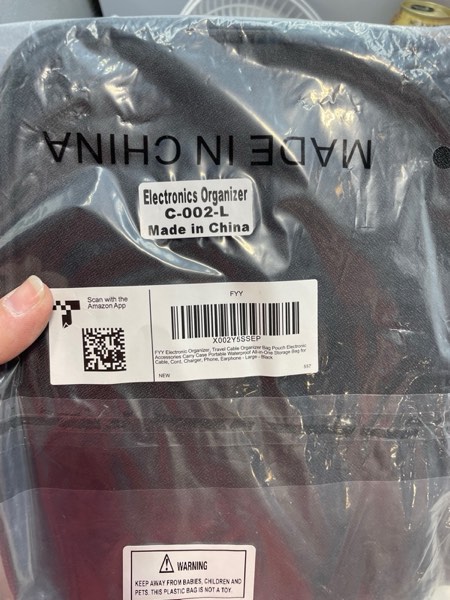 MADE IN CHINA
Electronics Organizer
C-002-L
Made in China
Scan with the
Amazon App
FYY
X002Y5SSEP
FYY Electronic Organizer, Travel Cable Organizer Bag Pouch Electronic
Accessories Carry Case Portable Waterproof All-in-One Storage Bag for
Cable, Cord, Charger, Phone, Earphone - Large - Black
NEW
WARNING
KEEP AWAY FROM BABIES, CHILDREN AND
PETS. THIS PLASTIC BAG IS NOT A TOY.